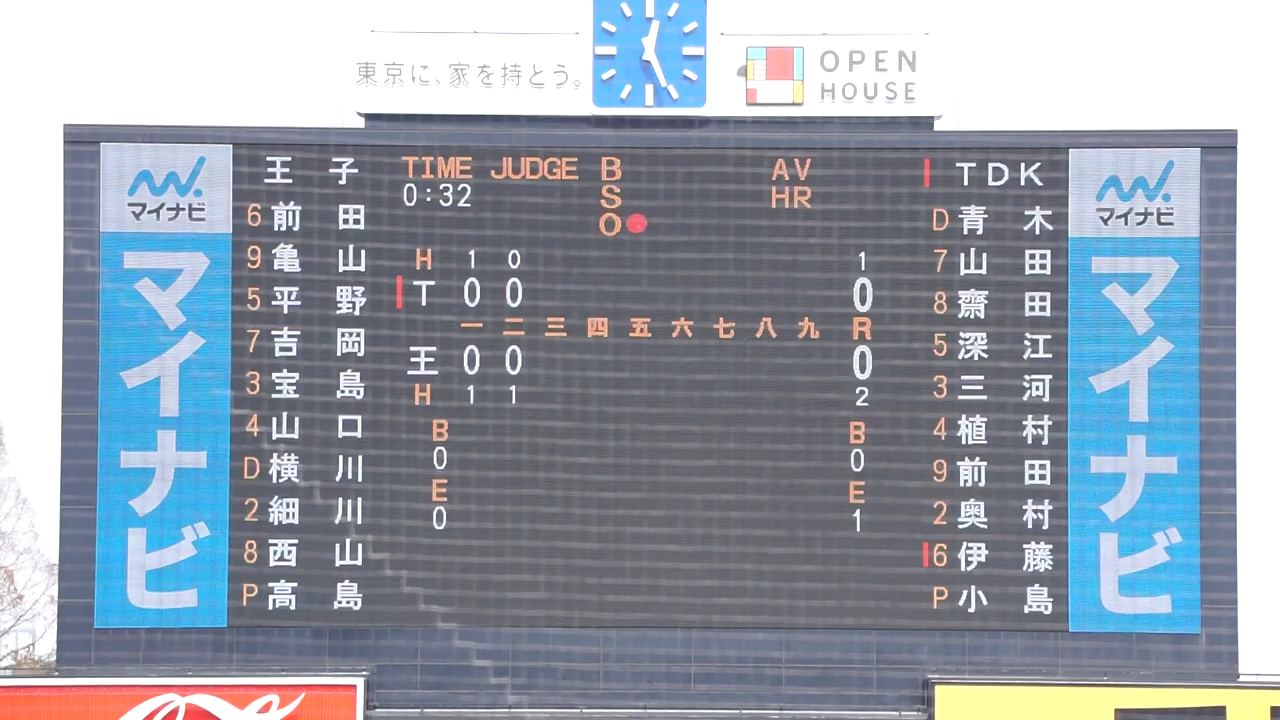 東京に、家を持とう。
OPEN
HOUSE
マイナビ
マイナビ
王 子
6 前 田
9 亀 山
5 平 野
7 吉 岡
3 宝 島
4 山 口
D 横 川
2 細 川
8 西 山
P 高 島
TIME JUDGE B AV
0:32 S HR
O
H 1 0 1
T 0 0 0
一 二 三 四 五 六 七 八 九 R
王 0 0 0
H 1 1 2
B B
0 0
E E
0 1
TDK
D 青 木
7 山 田
8 齋 田
5 深 江
3 三 河
4 植 村
9 前 田
2 奥 村
6 伊 藤
P 小 島
マイナビ
マイナビ